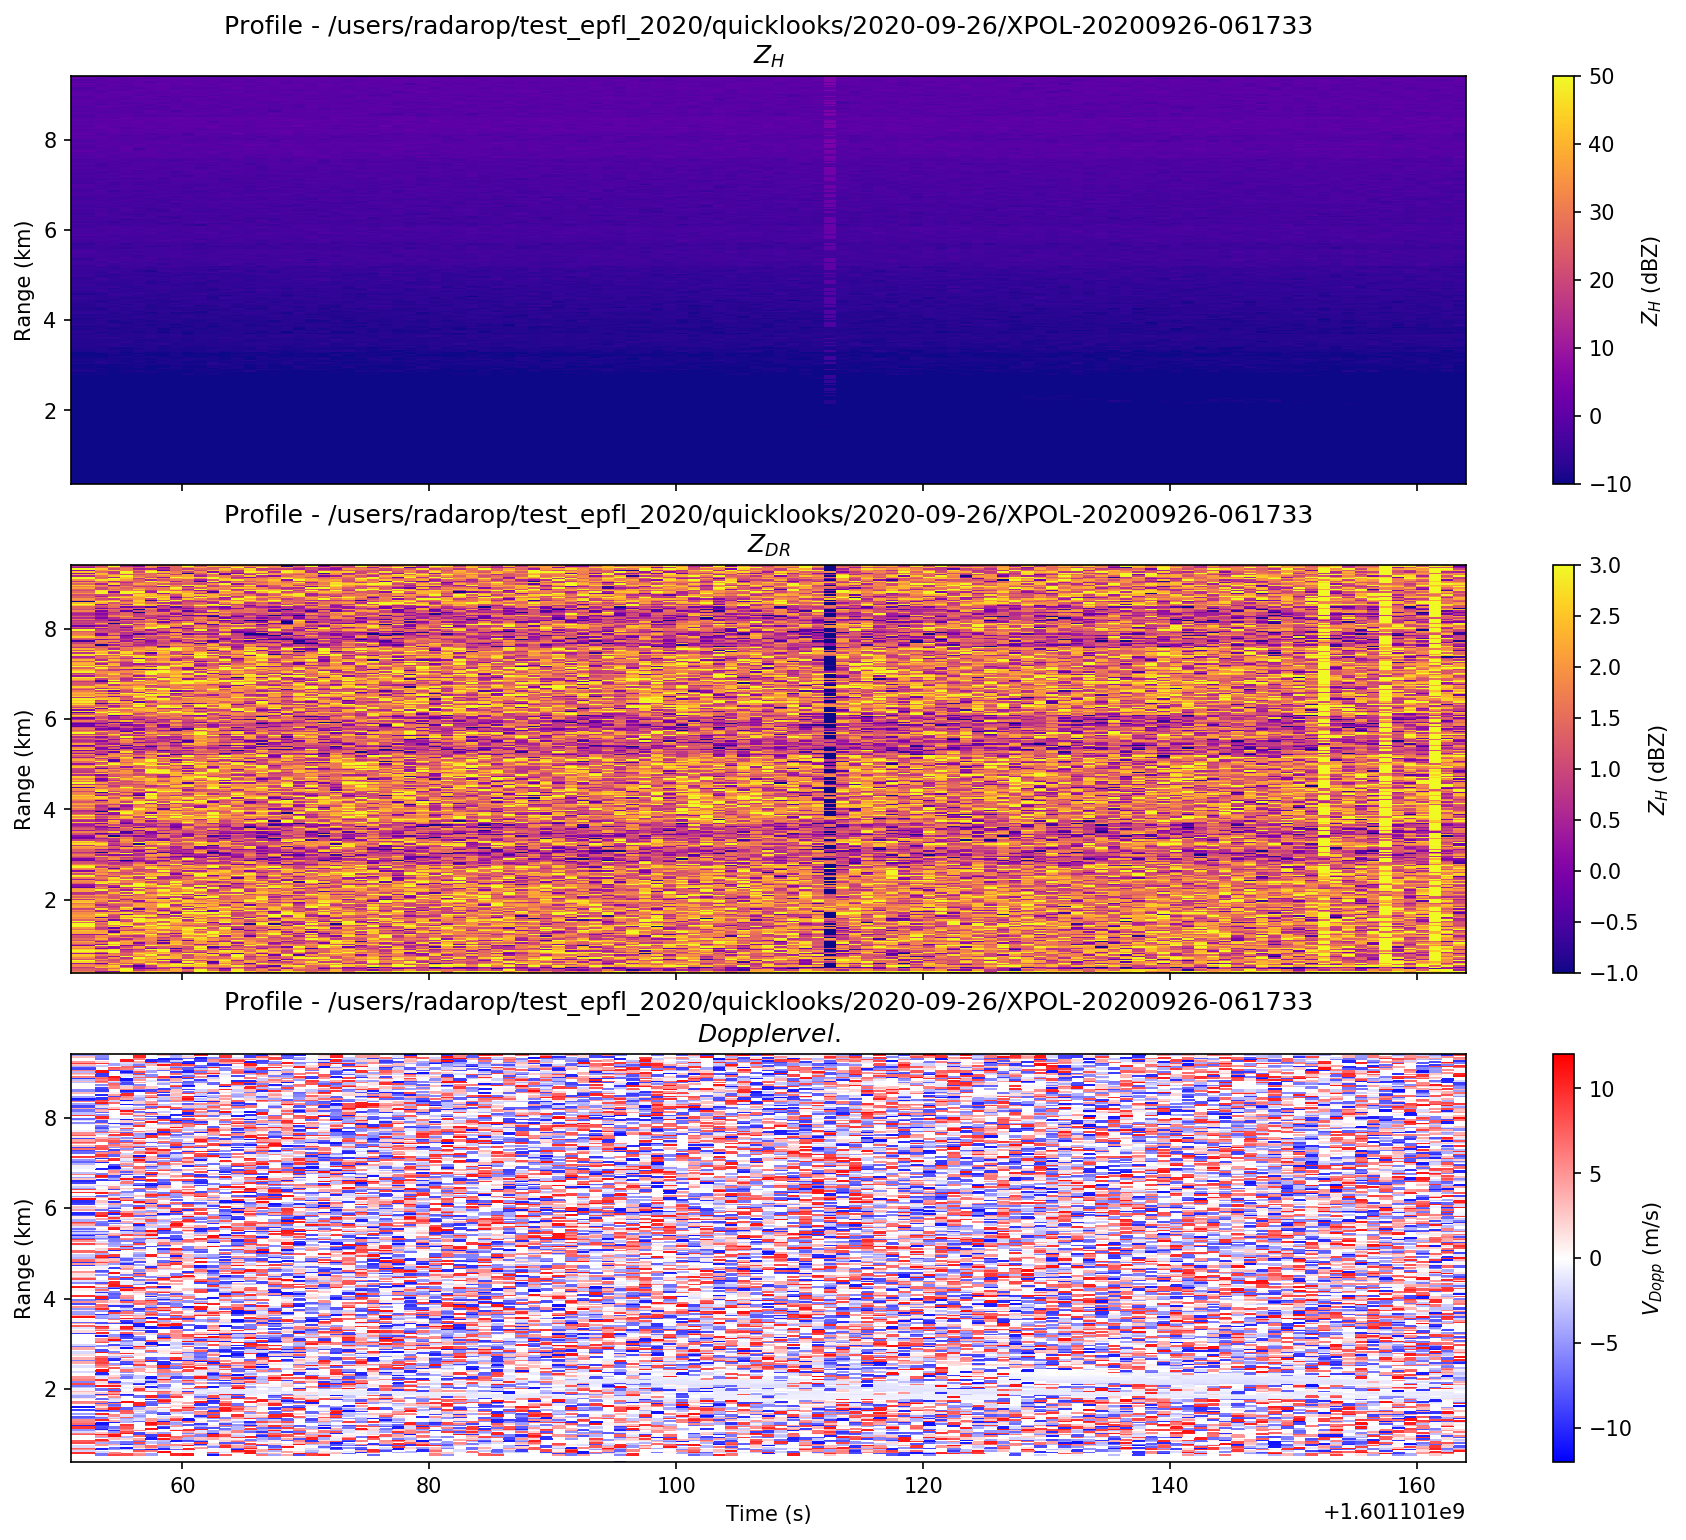 Profile - /users/radarop/test_epfl_2020/quicklooks/2020-09-26/XPOL-20200926-061733
Z_H
8
6
4
2
Range (km)
50
40
30
20
10
0
−10
Z_H (dBZ)
Profile - /users/radarop/test_epfl_2020/quicklooks/2020-09-26/XPOL-20200926-061733
Z_DR
8
6
4
2
Range (km)
3.0
2.5
2.0
1.5
1.0
0.5
0.0
−0.5
−1.0
Z_H (dBZ)
Profile - /users/radarop/test_epfl_2020/quicklooks/2020-09-26/XPOL-20200926-061733
Dopplervel.
8
6
4
2
Range (km)
10
5
0
−5
−10
V_Dopp (m/s)
60 80 100 120 140 160
Time (s)
+1.601101e9